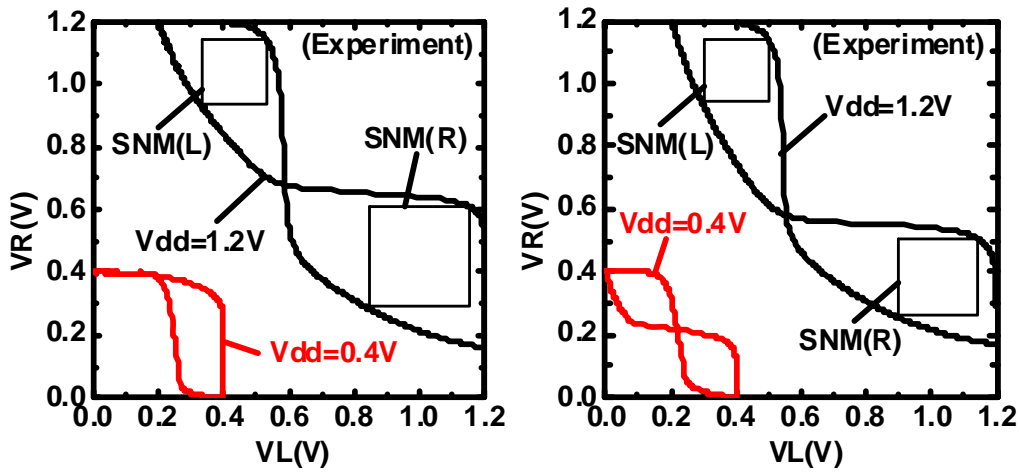 1.2
1.0
0.8
0.6
0.4
0.2
0.0
VR(V)
(Experiment)
SNM(L)
SNM(R)
Vdd=1.2V
Vdd=0.4V
0.0 0.2 0.4 0.6 0.8 1.0 1.2
VL(V)
1.2
1.0
0.8
0.6
0.4
0.2
0.0
VR(V)
(Experiment)
Vdd=1.2V
SNM(L)
Vdd=0.4V
SNM(R)
0.0 0.2 0.4 0.6 0.8 1.0 1.2
VL(V)